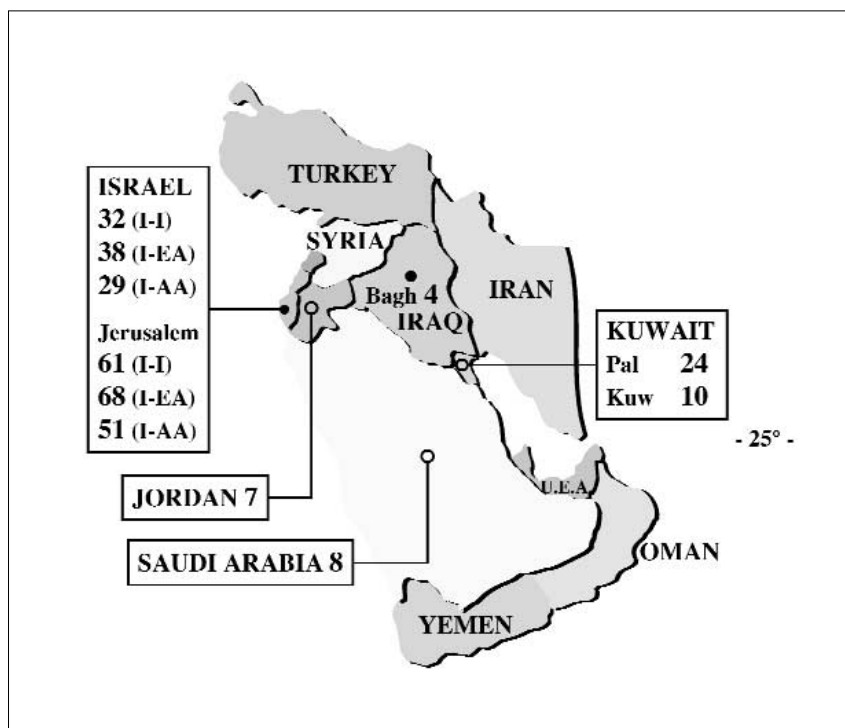 TURKEY
ISRAEL
32 (I-I)
38 (I-EA)
29 (I-AA)
Jerusalem
61 (I-I)
68 (I-EA)
51 (I-AA)
SYRIA
Bagh 4
IRAQ
IRAN
KUWAIT
Pal 24
Kuw 10
- 25° -
JORDAN 7
U.E.A
SAUDI ARABIA 8
OMAN
YEMEN